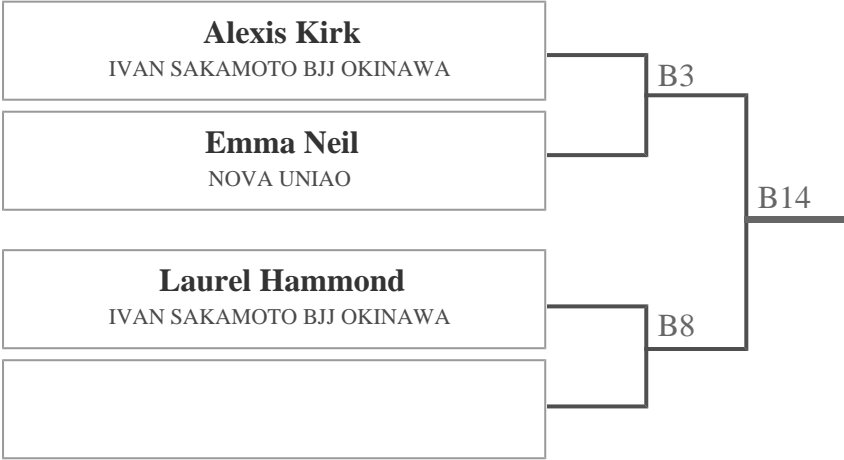 Alexis Kirk
IVAN SAKAMOTO BJJ OKINAWA
B3
Emma Neil
NOVA UNIAO
B14
Laurel Hammond
IVAN SAKAMOTO BJJ OKINAWA
B8